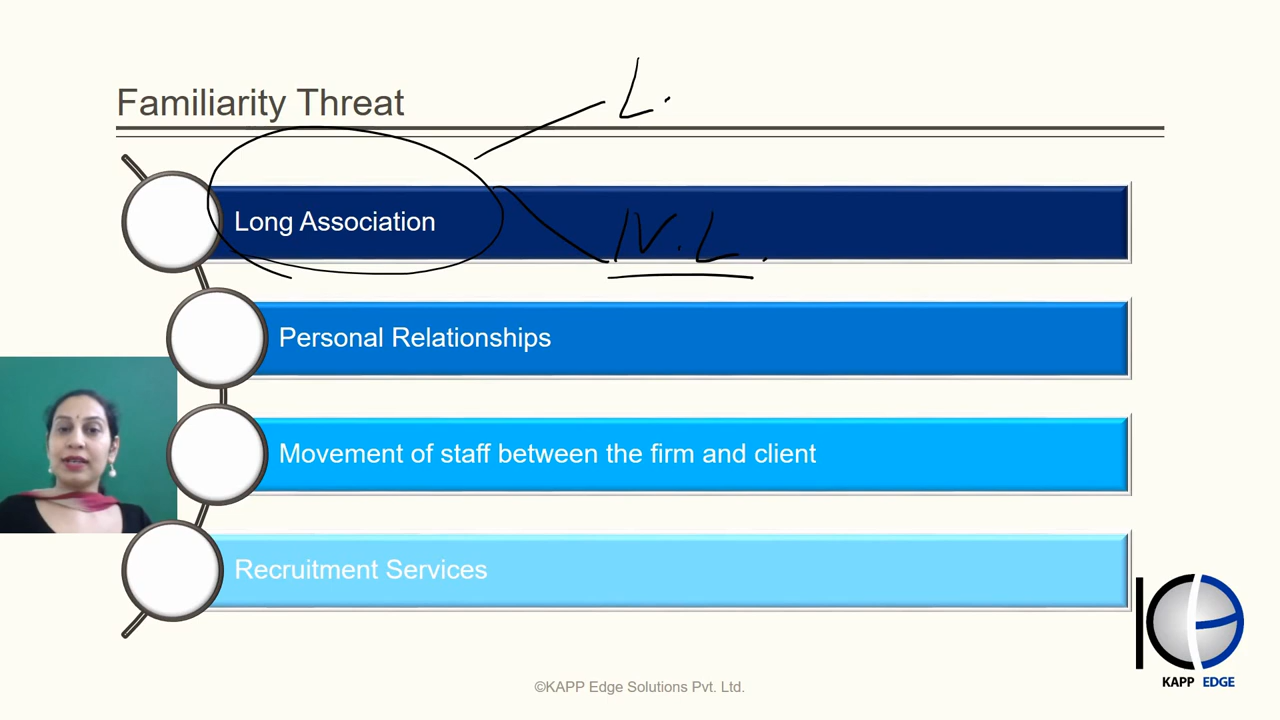 Familiarity Threat
L.
Long Association
N.L.
Personal Relationships
Movement of staff between the firm and client
Recruitment Services
KAPP EDGE
©KAPP Edge Solutions Pvt. Ltd.